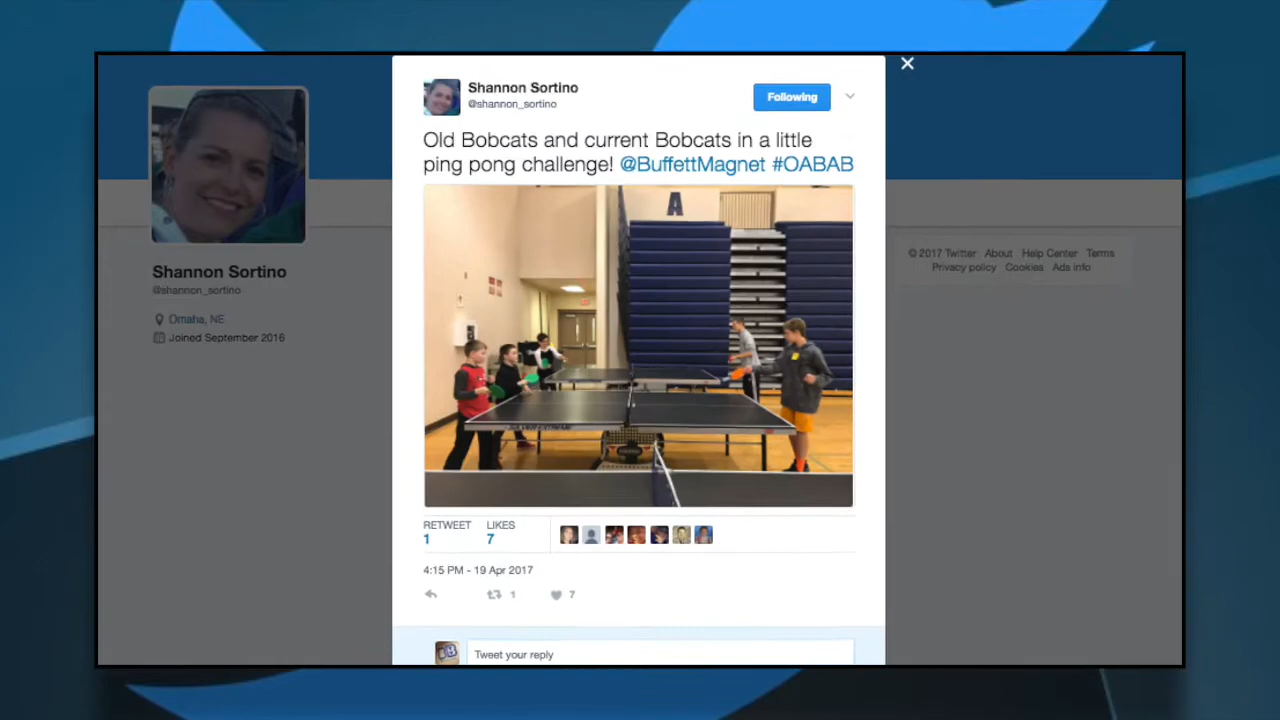 Shannon Sortino
@shannon_sortino
Following
Old Bobcats and current Bobcats in a little
ping pong challenge! @BuffettMagnet #OABAB
A
RETWEET LIKES
1 7
4:15 PM - 19 Apr 2017
1 7
Tweet your reply
Shannon Sortino
@shannon_sortino
Omaha, NE
Joined September 2016
© 2017 Twitter About Help Center Terms
Privacy policy Cookies Ads info